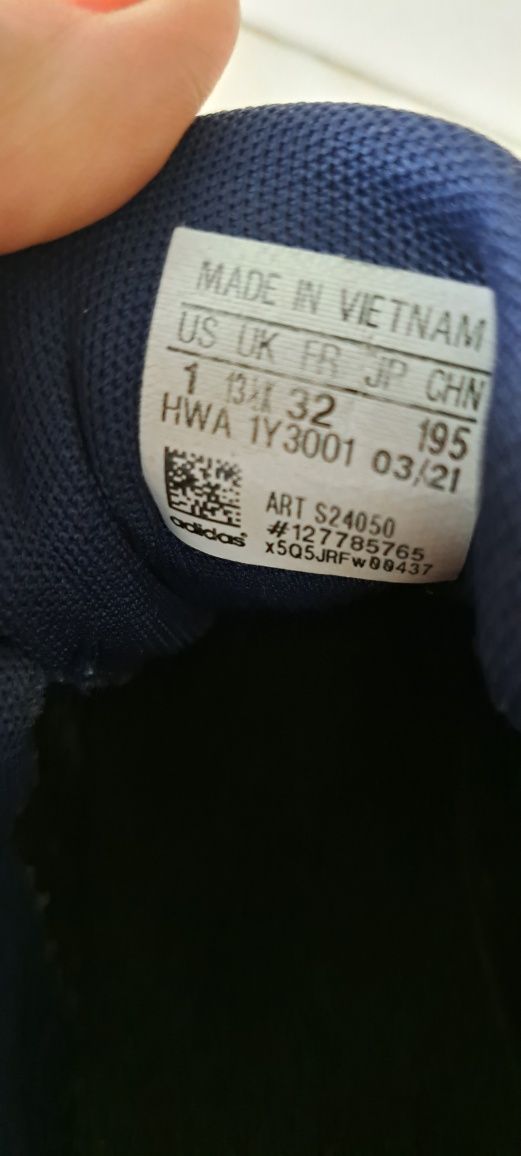 MADE IN VIETNAM
US UK FR JP CHN
1 13½K 32 195
HWA 1Y3001 03/21
ART S24050
#127785765
x5Q5JRFw00437
adidas